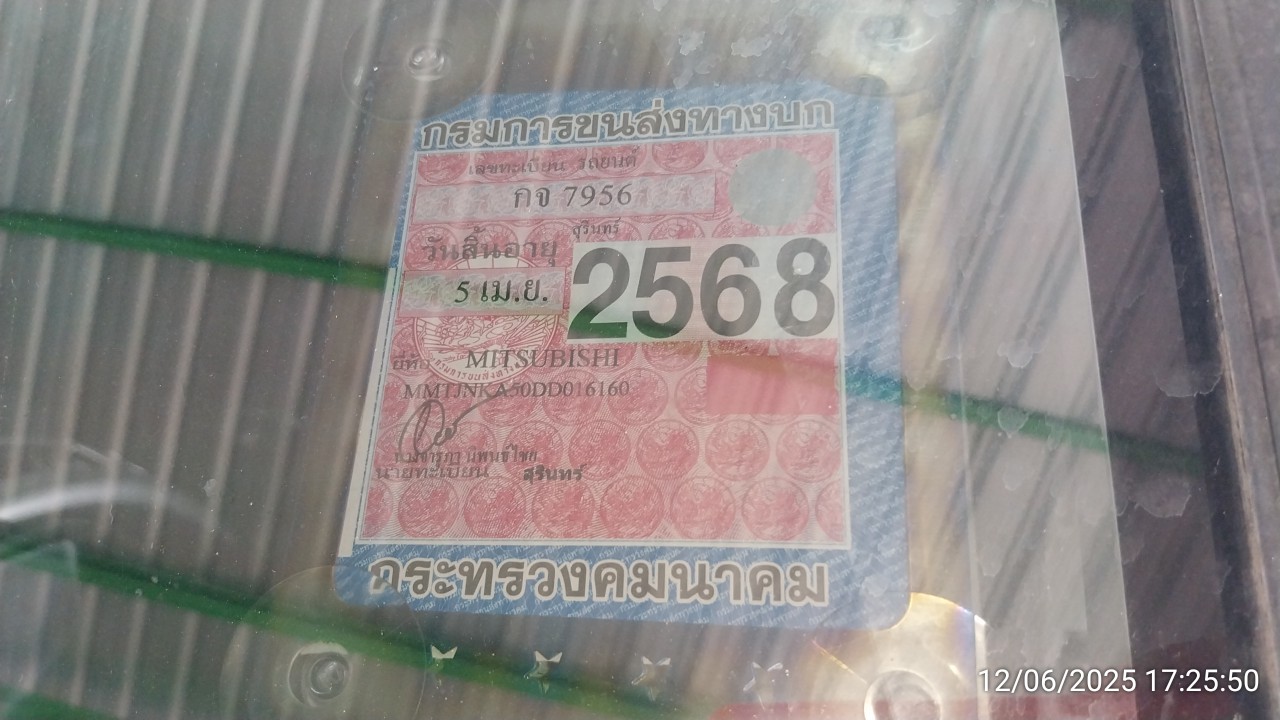 กรมการขนส่งทางบก
เลขทะเบียน รถยนต์
กจ 7956
สุรินทร์
วันสิ้นอายุ
5 เม.ย. 2568
ยี่ห้อ MITSUBISHI
MMTJNKA50DD016160
นายทะเบียน สุรินทร์
กระทรวงคมนาคม
12/06/2025 17:25:50